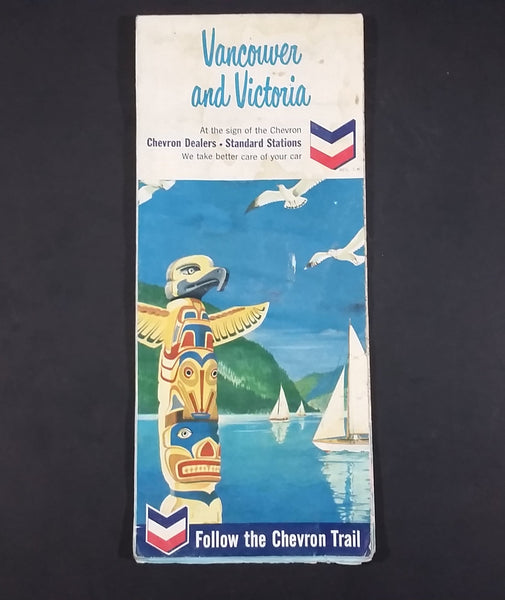 Vancouver
and Victoria
At the sign of the Chevron
Chevron Dealers • Standard Stations
We take better care of your car
Follow the Chevron Trail